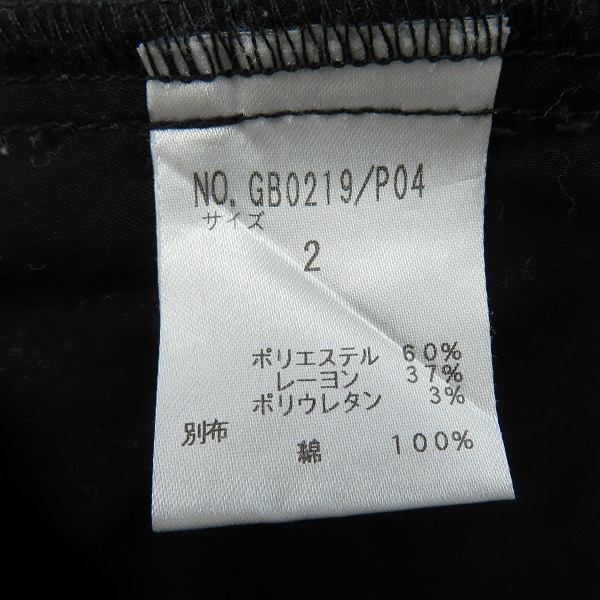 NO. GB0219/P04
サイズ
2
ポリエステル 60%
レーヨン 37%
ポリウレタン 3%
別布
綿 100%